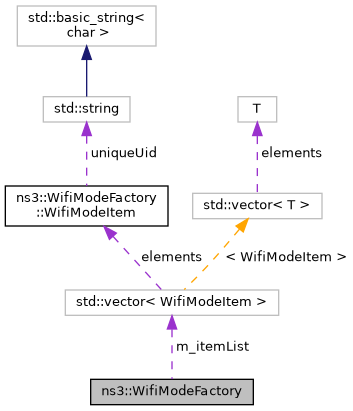 std::basic_string<
char >
std::string
T
uniqueUid
elements
ns3::WifiModeFactory
::WifiModeItem
std::vector< T >
elements
< WifiModeItem >
std::vector< WifiModeItem >
m_itemList
ns3::WifiModeFactory